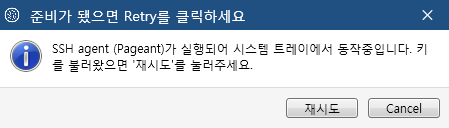 준비가 됐으면 Retry를 클릭하세요
SSH agent (Pageant)가 실행되어 시스템 트레이에서 동작중입니다. 키
를 불러왔으면 '재시도'를 눌러주세요.
재시도 Cancel